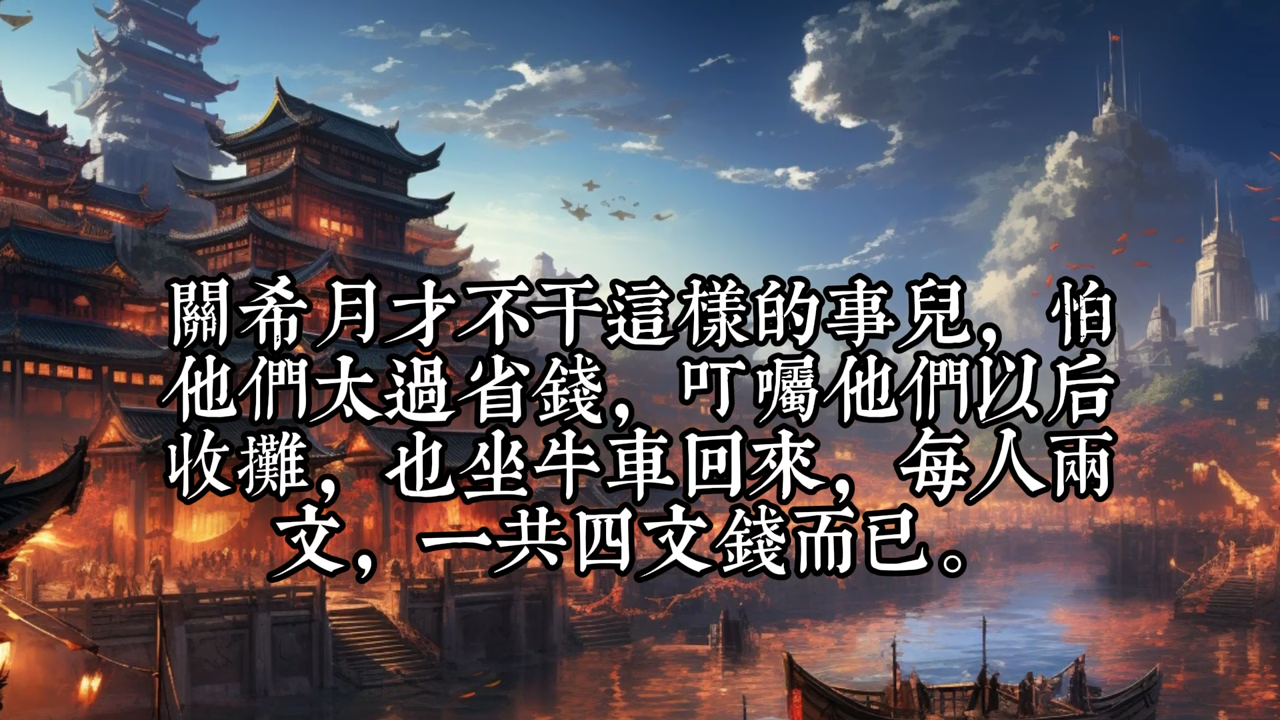 關希月才不干這樣的事兒，怕
他們太過省錢，叮囑他們以后
收攤，也坐牛車回來，每人兩
文，一共四文錢而已。